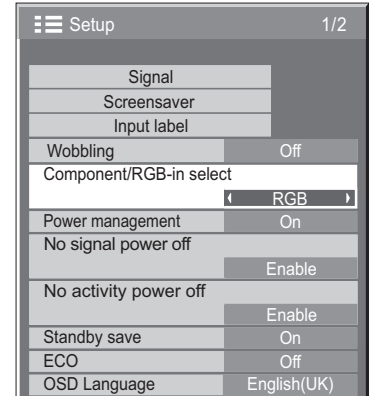 Setup 1/2
Signal
Screensaver
Input label
Wobbling Off
Component/RGB-in select
RGB
Power management On
No signal power off
Enable
No activity power off
Enable
Standby save On
ECO Off
OSD Language English(UK)